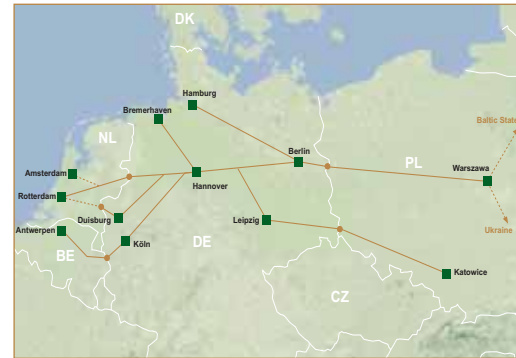 DK
Hamburg
Bremerhaven
NL
Baltic State
Berlin
PL
Amsterdam
Hannover
Warszawa
Rotterdam
Duisburg
Leipzig
Antwerpen
Ukraine
DE
Köln
BE
Katowice
CZ